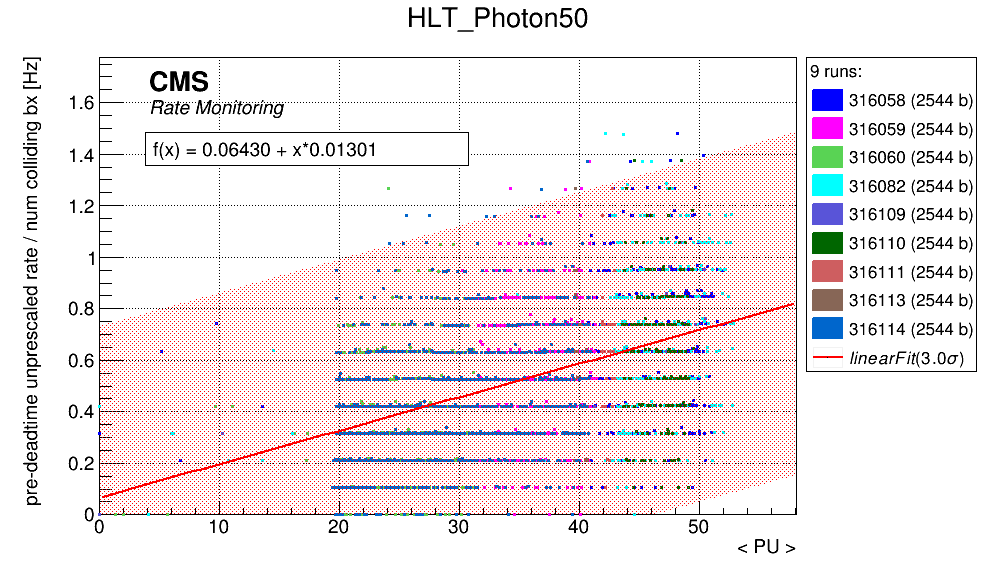 HLT_Photon50
pre-deadtime unprescaled rate / num colliding bx [Hz]
CMS
Rate Monitoring
f(x) = 0.06430 + x*0.01301
1.6
1.4
1.2
1
0.8
0.6
0.4
0.2
0
0 10 20 30 40 50
< PU >
9 runs:
316058 (2544 b)
316059 (2544 b)
316060 (2544 b)
316082 (2544 b)
316109 (2544 b)
316110 (2544 b)
316111 (2544 b)
316113 (2544 b)
316114 (2544 b)
linearFit(3.0σ)